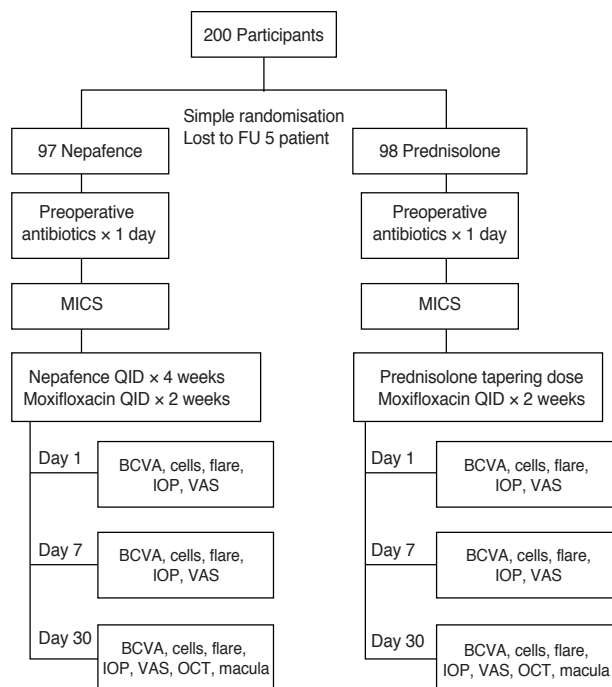 200 Participants
Simple randomisation
Lost to FU 5 patient
97 Nepafence
98 Prednisolone
Preoperative
antibiotics × 1 day
Preoperative
antibiotics × 1 day
MICS
MICS
Nepafence QID × 4 weeks
Moxifloxacin QID × 2 weeks
Prednisolone tapering dose
Moxifloxacin QID × 2 weeks
Day 1
BCVA, cells, flare,
IOP, VAS
Day 1
BCVA, cells, flare,
IOP, VAS
Day 7
BCVA, cells, flare,
IOP, VAS
Day 7
BCVA, cells, flare,
IOP, VAS
Day 30
BCVA, cells, flare,
IOP, VAS, OCT, macula
Day 30
BCVA, cells, flare,
IOP, VAS, OCT, macula